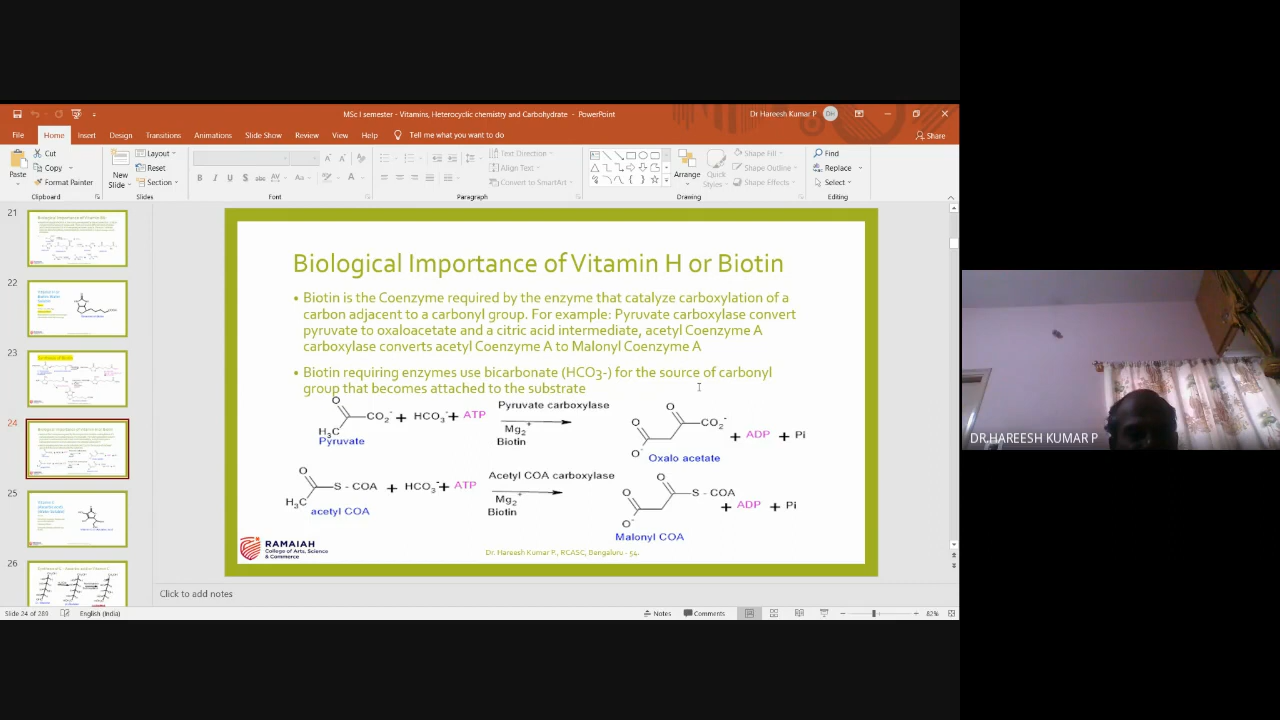 MSc I semester - Vitamins, Heterocyclic chemistry and Carbohydrate - PowerPoint
Dr Hareesh Kumar P
DH
File Home Insert Design Transitions Animations Slide Show Review View Help Tell me what you want to do
Share
Paste
Cut
Copy
Format Painter
Clipboard
New Slide
Layout
Reset
Section
Slides
Font
Text Direction
Align Text
Convert to SmartArt
Paragraph
Arrange
Quick Styles
Shape Fill
Shape Outline
Shape Effects
Drawing
Find
Replace
Select
Editing
21
22
23
24
25
26
Biological Importance of Vitamin H or Biotin
• Biotin is the Coenzyme required by the enzyme that catalyze carboxylation of a
carbon adjacent to a carbonyl group. For example: Pyruvate carboxylase convert
pyruvate to oxaloacetate and a citric acid intermediate, acetyl Coenzyme A
carboxylase converts acetyl Coenzyme A to Malonyl Coenzyme A
• Biotin requiring enzymes use bicarbonate (HCO3-) for the source of carbonyl
group that becomes attached to the substrate
O
H3C
CO2-
+ HCO3- + ATP
Pyruvate
Pyruvate carboxylase
Mg2+
Biotin
O
O
O-
CO2-
+ ADP + Pi
Oxalo acetate
O
H3C
S - COA
+ HCO3- + ATP
acetyl COA
Acetyl COA carboxylase
Mg2+
Biotin
O
O
O-
S - COA
+ ADP + Pi
Malonyl COA
RAMAIAH
College of Arts, Science
& Commerce
Dr. Hareesh Kumar P., RCASC, Bengaluru - 54.
Click to add notes
Slide 24 of 289
English (India)
Notes
Comments
82%
DR.HAREESH KUMAR P